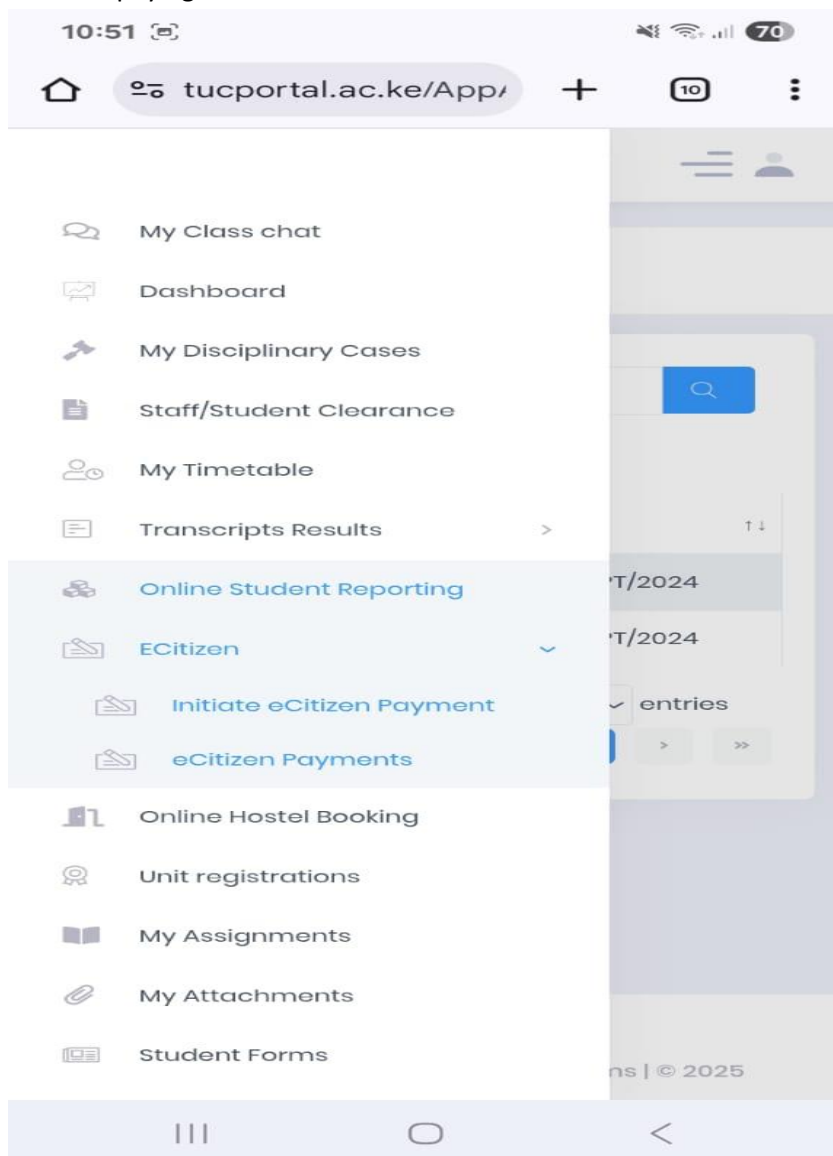 10:51
70
tucportal.ac.ke/App/
10
My Class chat
Dashboard
My Disciplinary Cases
Staff/Student Clearance
My Timetable
Transcripts Results
Online Student Reporting
T/2024
ECitizen
PT/2024
Initiate eCitizen Payment
entries
eCitizen Payments
Online Hostel Booking
Unit registrations
My Assignments
My Attachments
Student Forms
ns | © 2025